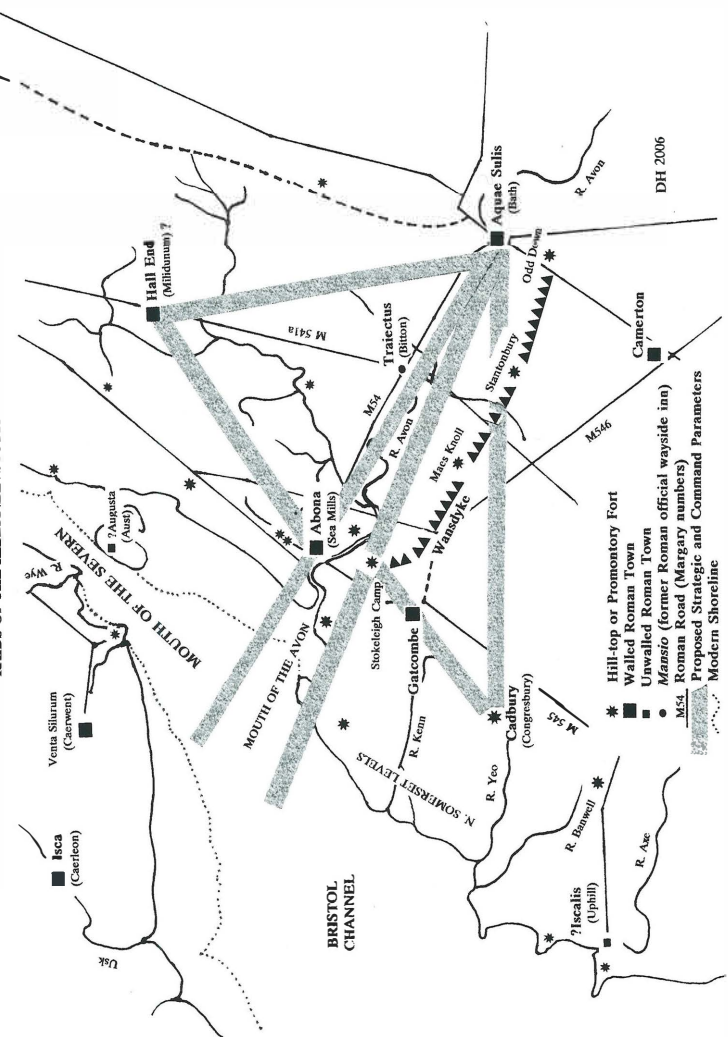 Isca
(Caerleon)
Usk
Venta Silurum
(Caerwent)
R. Wye
MOUTH OF THE SEVERN
?Augusta
(Aust)
Hall End
(Milidunum) ?
M 541a
Abona
(Sea Mills)
MOUTH OF THE AVON
M54
Traiectus
(Bitton)
R. Avon
Aquae Sulis
(Bath)
R. Avon
BRISTOL
CHANNEL
Stokeleigh Camp
Gatcombe
R. Kenn
N. SOMERSET LEVELS
Wansdyke
Maes Knoll
Stantonbury
Odd Down
R. Yeo
Cadbury
(Congresbury)
M 545
M546
Camerton
DH 2006
R. Banwell
?Iscalis
(Uphill)
R. Axe
Hill-top or Promontory Fort
Walled Roman Town
Unwalled Roman Town
Mansio (former Roman official wayside inn)
M54 Roman Road (Margary numbers)
Proposed Strategic and Command Parameters
Modern Shoreline